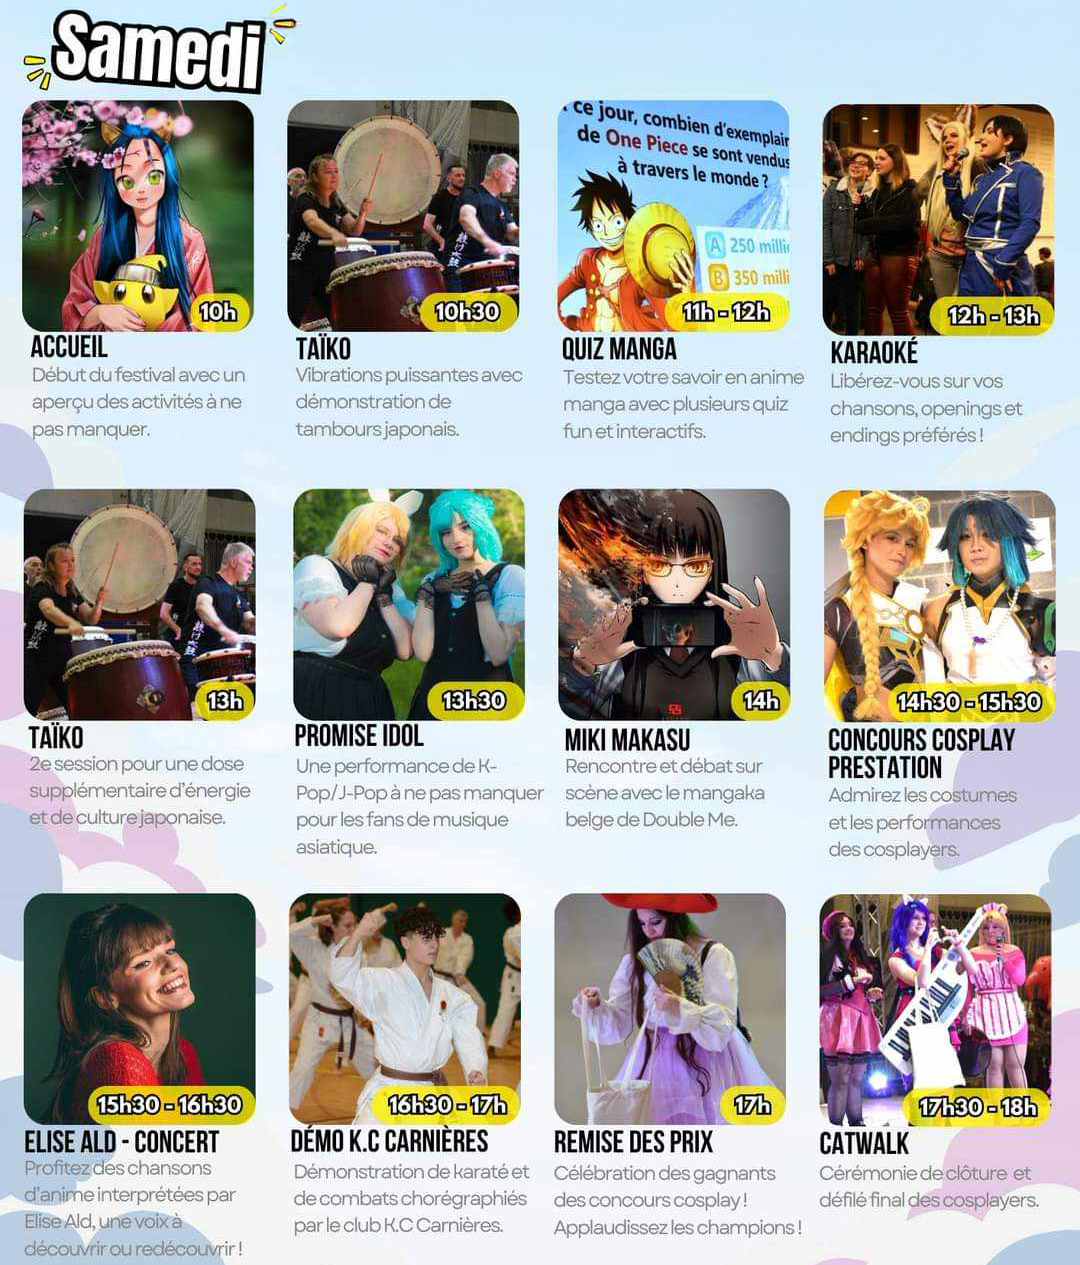 Samedi
10h
ACCUEIL
Début du festival avec un
aperçu des activités à ne
pas manquer.
10h30
TAÏKO
Vibrations puissantes avec
démonstration de
tambours japonais.
ce jour, combien d'exemplair
de One Piece se sont vendus
à travers le monde ?
A 250 milli
B 350 milli
11h - 12h
QUIZ MANGA
Testez votre savoir en anime
manga avec plusieurs quiz
fun et interactifs.
12h - 13h
KARAOKÉ
Libérez-vous sur vos
chansons, openings et
endings préférés !
13h
TAÏKO
2e session pour une dose
supplémentaire d'énergie
et de culture japonaise.
13h30
PROMISE IDOL
Une performance de K-
Pop/J-Pop à ne pas manquer
pour les fans de musique
asiatique.
14h
MIKI MAKASU
Rencontre et débat sur
scène avec le mangaka
belge de Double Me.
14h30 - 15h30
CONCOURS COSPLAY
PRESTATION
Admirez les costumes
et les performances
des cosplayers.
15h30 - 16h30
ELISE ALD - CONCERT
Profitez des chansons
d'anime interprétées par
Elise Ald, une voix à
découvrir ou redécouvrir !
16h30 - 17h
DÉMO K.C CARNIÈRES
Démonstration de karaté et
de combats chorégraphiés
par le club K.C Carnières.
17h
REMISE DES PRIX
Célébration des gagnants
des concours cosplay !
Applaudissez les champions !
17h30 - 18h
CATWALK
Cérémonie de clôture et
défilé final des cosplayers.